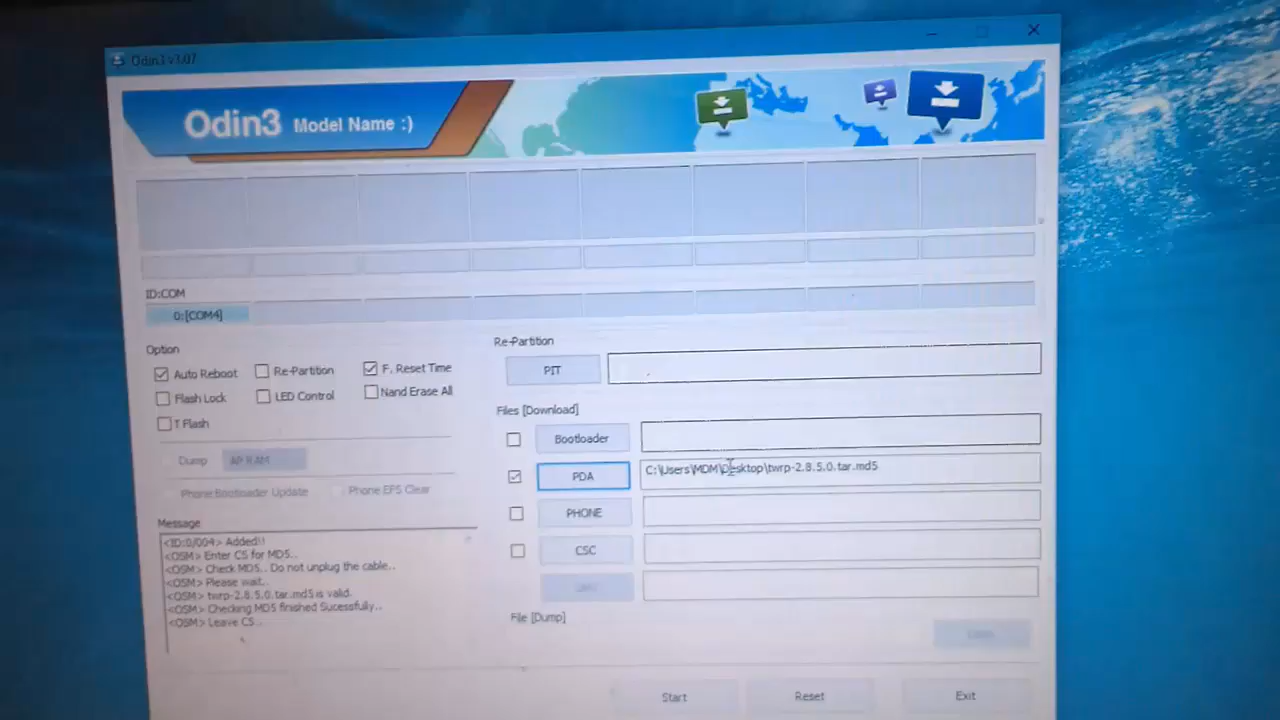 Odin3 v3.07
Odin3 Model Name :)
ID:COM
0:[COM4]
Option
Auto Reboot
Re-Partition
F. Reset Time
Flash Lock
LED Control
Nand Erase All
T Flash
Dump
AP RAM
Phone Bootloader Update
Phone EFS Clear
Message
<ID:0/004> Added!!
<OSM> Enter CS for MD5..
<OSM> Check MD5.. Do not unplug the cable..
<OSM> Please wait..
<OSM> twrp-2.8.5.0.tar.md5 is valid.
<OSM> Checking MD5 finished Sucessfully..
<OSM> Leave CS..
Re-Partition
PIT
Files [Download]
Bootloader
PDA
C:\Users\MDM\Desktop\twrp-2.8.5.0.tar.md5
PHONE
CSC
File [Dump]
Start
Reset
Exit